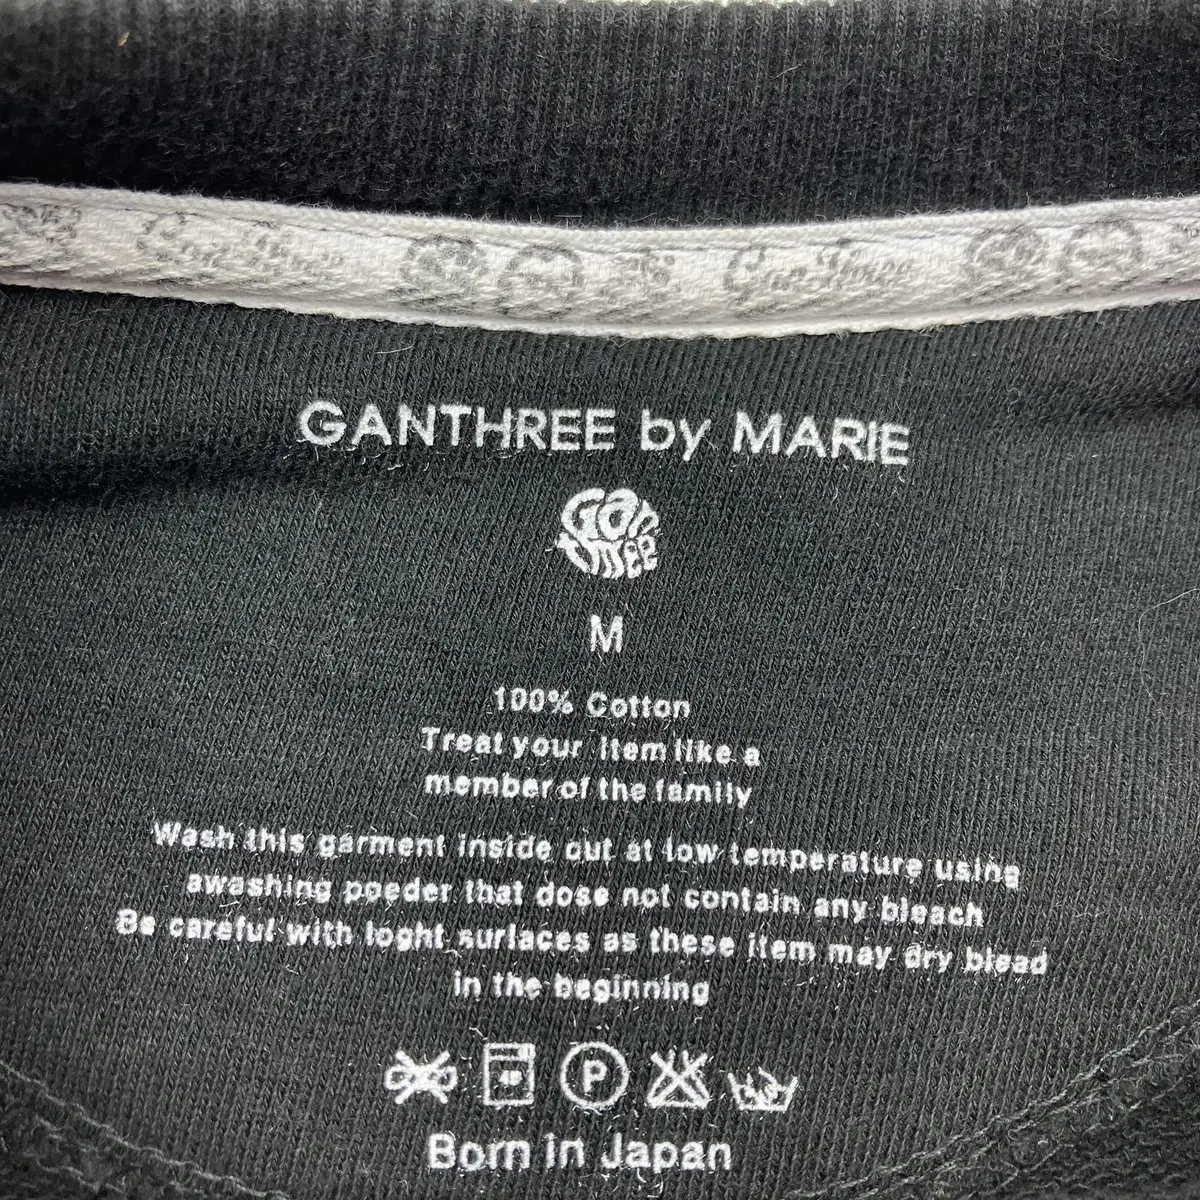 GANTHREE by MARIE
Gan
three
M
100% Cotton
Treat your item like a
member of the family
Wash this garment inside out at low temperature using
awashing poeder that dose not contain any bleach
Be careful with loght surlaces as these item may dry blead
in the beginning
P
Born in Japan